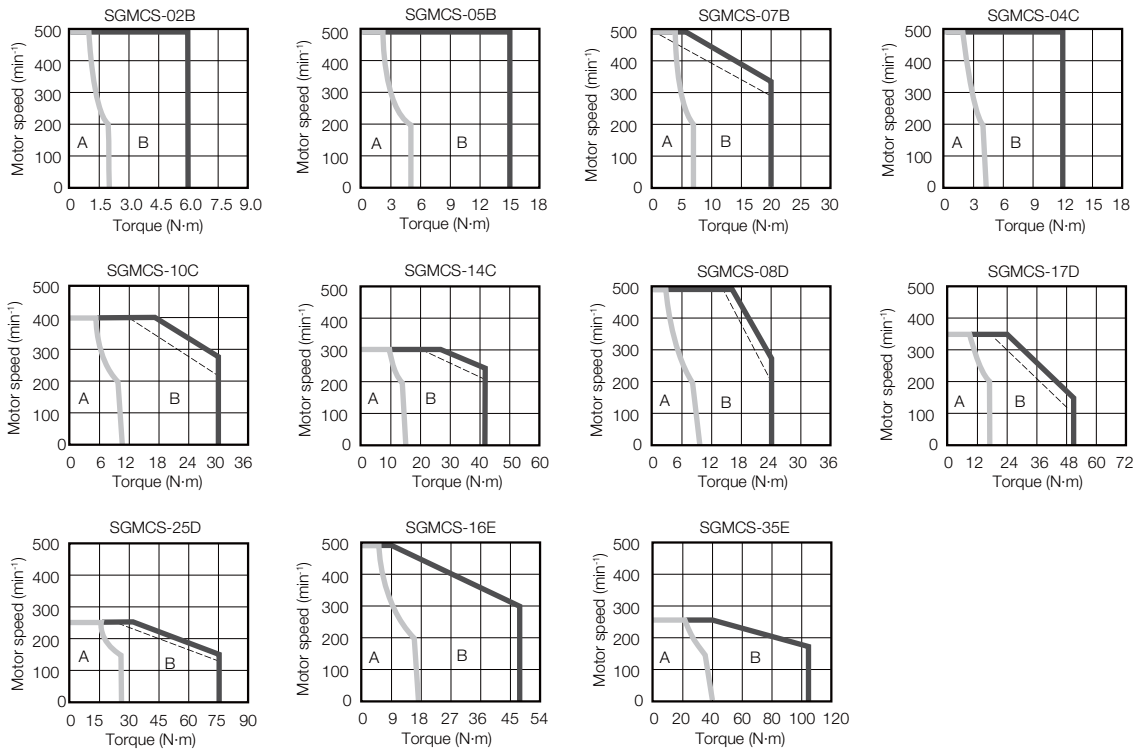 SGMCS-02B
Motor speed (min-1)
500
400
300
200
100
0
A
B
0 1.5 3.0 4.5 6.0 7.5 9.0
Torque (N·m)
SGMCS-05B
Motor speed (min-1)
500
400
300
200
100
0
A
B
0 3 6 9 12 15 18
Torque (N·m)
SGMCS-07B
Motor speed (min-1)
500
400
300
200
100
0
A
B
0 5 10 15 20 25 30
Torque (N·m)
SGMCS-04C
Motor speed (min-1)
500
400
300
200
100
0
A
B
0 3 6 9 12 15 18
Torque (N·m)
SGMCS-10C
Motor speed (min-1)
500
400
300
200
100
0
A
B
0 6 12 18 24 30 36
Torque (N·m)
SGMCS-14C
Motor speed (min-1)
500
400
300
200
100
0
A
B
0 10 20 30 40 50 60
Torque (N·m)
SGMCS-08D
Motor speed (min-1)
500
400
300
200
100
0
A
B
0 6 12 18 24 30 36
Torque (N·m)
SGMCS-17D
Motor speed (min-1)
500
400
300
200
100
0
A
B
0 12 24 36 48 60 72
Torque (N·m)
SGMCS-25D
Motor speed (min-1)
500
400
300
200
100
0
A
B
0 15 30 45 60 75 90
Torque (N·m)
SGMCS-16E
Motor speed (min-1)
500
400
300
200
100
0
A
B
0 9 18 27 36 45 54
Torque (N·m)
SGMCS-35E
Motor speed (min-1)
500
400
300
200
100
0
A
B
0 20 40 60 80 100 120
Torque (N·m)